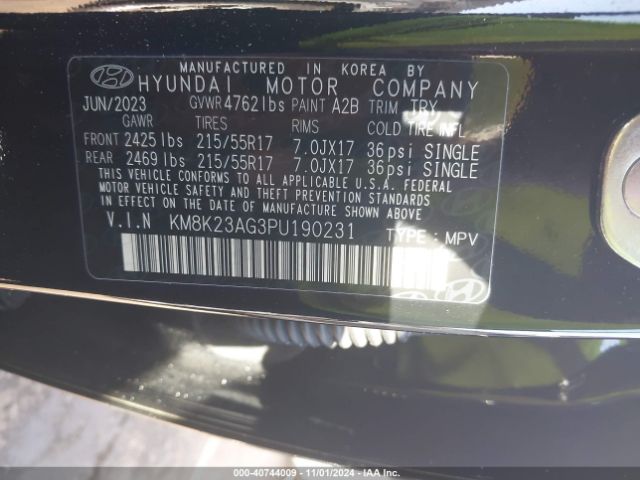 MANUFACTURED IN KOREA BY
HYUNDAI MOTOR COMPANY
JUN/2023 GVWR 4762lbs PAINT A2B TRIM TRY
GAWR TIRES RIMS COLD TIRE INFL
FRONT 2425lbs 215/55R17 7.0JX17 36psi SINGLE
REAR 2469lbs 215/55R17 7.0JX17 36psi SINGLE
THIS VEHICLE CONFORMS TO ALL APPLICABLE U.S.A. FEDERAL
MOTOR VEHICLE SAFETY AND THEFT PREVENTION STANDARDS
IN EFFECT ON THE DATE OF MANUFACTURE SHOWN ABOVE
V.I.N KM8K23AG3PU190231 TYPE : MPV
000-40744009 - IAA - 11/01/2024 - IAAI.COM